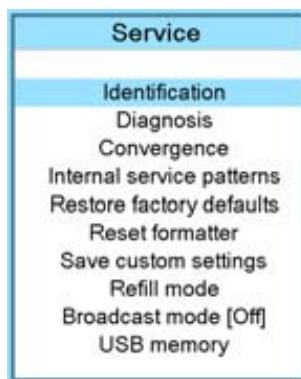 Service
Identification
Diagnosis
Convergence
Internal service patterns
Restore factory defaults
Reset formatter
Save custom settings
Refill mode
Broadcast mode [Off]
USB memory